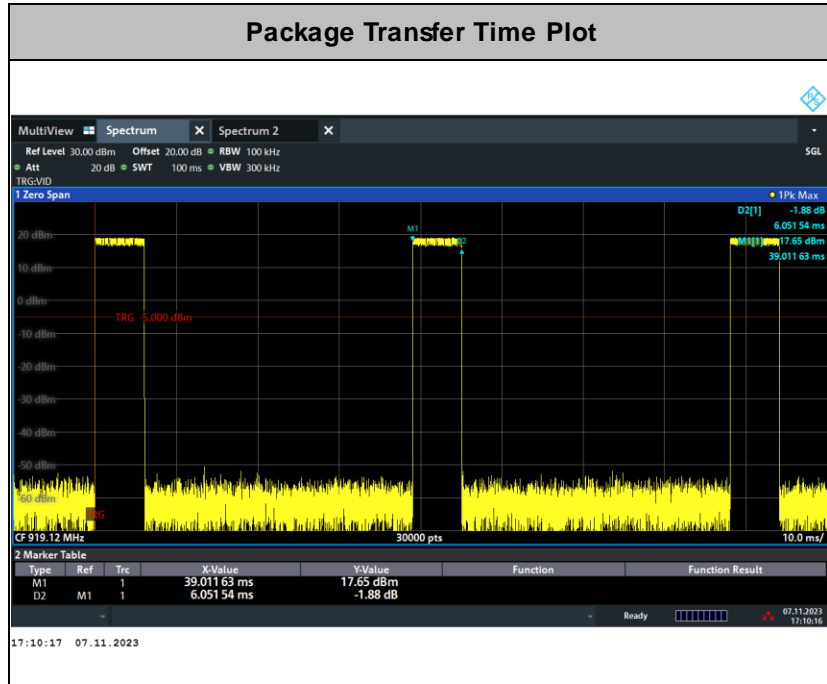 Package Transfer Time Plot
MultiView Spectrum X Spectrum 2 X
Ref Level 30.00 dBm Offset 20.00 dB RBW 100 kHz SGL
Att 20 dB SWT 100 ms VBW 300 kHz
TRG:VID
1 Zero Span 1Pk Max
D2[1] -1.88 dB
6.051 54 ms
M1[1] 17.65 dBm
39.011 63 ms
M1
D2
20 dBm
10 dBm
0 dBm
TRG -5.000 dBm
-10 dBm
-20 dBm
-30 dBm
-40 dBm
-50 dBm
-60 dBm
TRG
CF 919.12 MHz 30000 pts 10.0 ms/
2 Marker Table
Type Ref Trc X-Value Y-Value Function Function Result
M1 1 39.011 63 ms 17.65 dBm
D2 M1 1 6.051 54 ms -1.88 dB
Ready 07.11.2023
17:10:16
17:10:17 07.11.2023